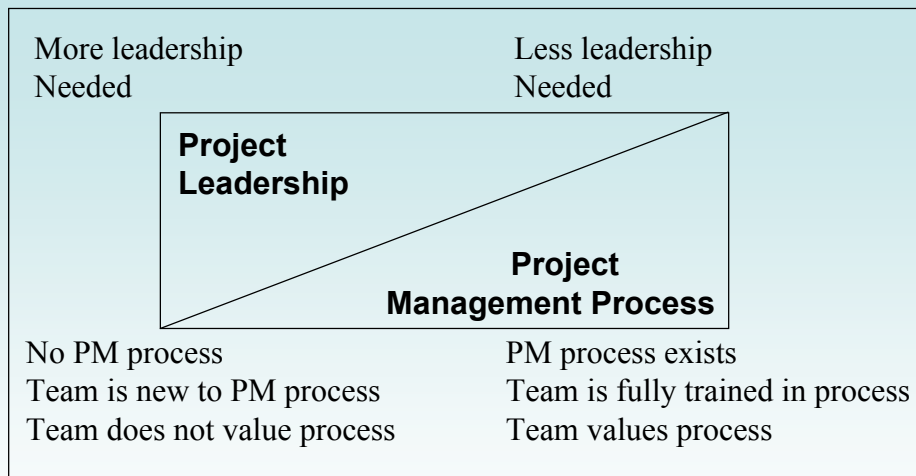 More leadership
Needed
Less leadership
Needed
Project
Leadership
Project
Management Process
No PM process
Team is new to PM process
Team does not value process
PM process exists
Team is fully trained in process
Team values process